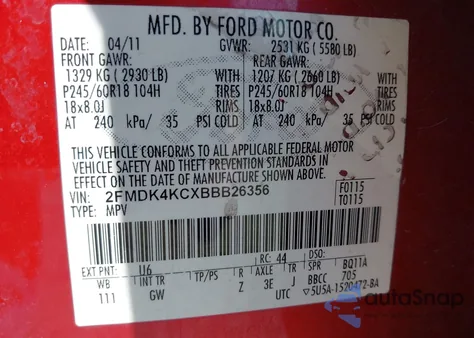 MFD. BY FORD MOTOR CO.
DATE: 04/11 GVWR: 2531 KG ( 5580 LB)
FRONT GAWR: REAR GAWR:
1329 KG ( 2930 LB) 1207 KG ( 2660 LB)
P245/60R18 104H TIRES P245/60R18 104H TIRES
18x8.0J RIMS 18x8.0J RIMS
AT 240 kPa/ 35 PSI COLD AT 240 kPa/ 35 PSI COLD
THIS VEHICLE CONFORMS TO ALL APPLICABLE FEDERAL MOTOR
VEHICLE SAFETY AND THEFT PREVENTION STANDARDS IN
EFFECT ON THE DATE OF MANUFACTURE SHOWN ABOVE.
VIN: 2FMDK4KCXBBB26356 F0115
TYPE: MPV T0115
EXT PNT: U6 RC: 44 DSO:
WB INT TR TP/PS R AXLE TR SPR BQ11A
111 GW Z 3E J BBCC 705
UTC 5U5A-1520472-BA
autoSnap